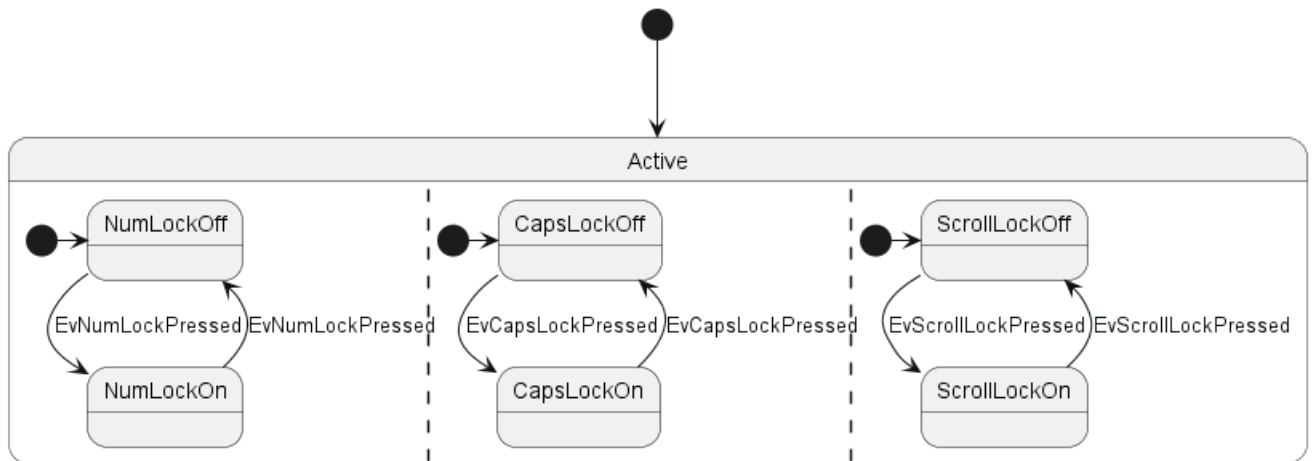 Active
NumLockOff
CapsLockOff
ScrollLockOff
EvNumLockPressed
EvNumLockPressed
EvCapsLockPressed
EvCapsLockPressed
EvScrollLockPressed
EvScrollLockPressed
NumLockOn
CapsLockOn
ScrollLockOn